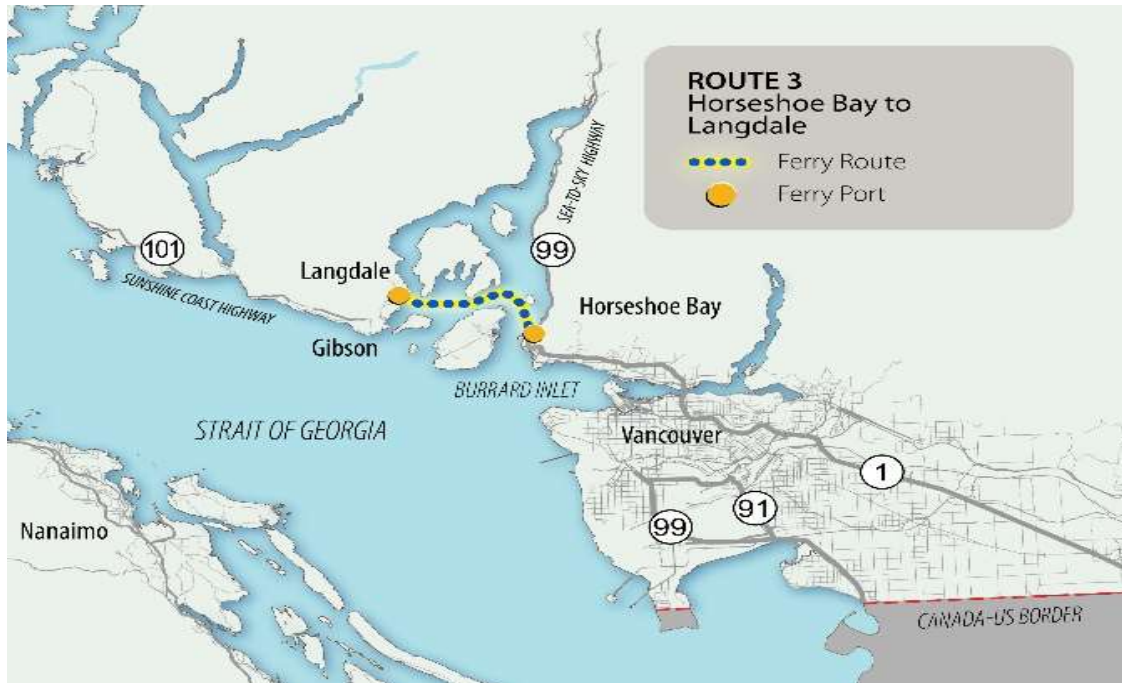 ROUTE 3
Horseshoe Bay to
Langdale
Ferry Route
Ferry Port
SEA-TO-SKY HIGHWAY
99
101
SUNSHINE COAST HIGHWAY
Langdale
Horseshoe Bay
Gibson
BURRARD INLET
STRAIT OF GEORGIA
Vancouver
1
91
99
Nanaimo
CANADA-US BORDER